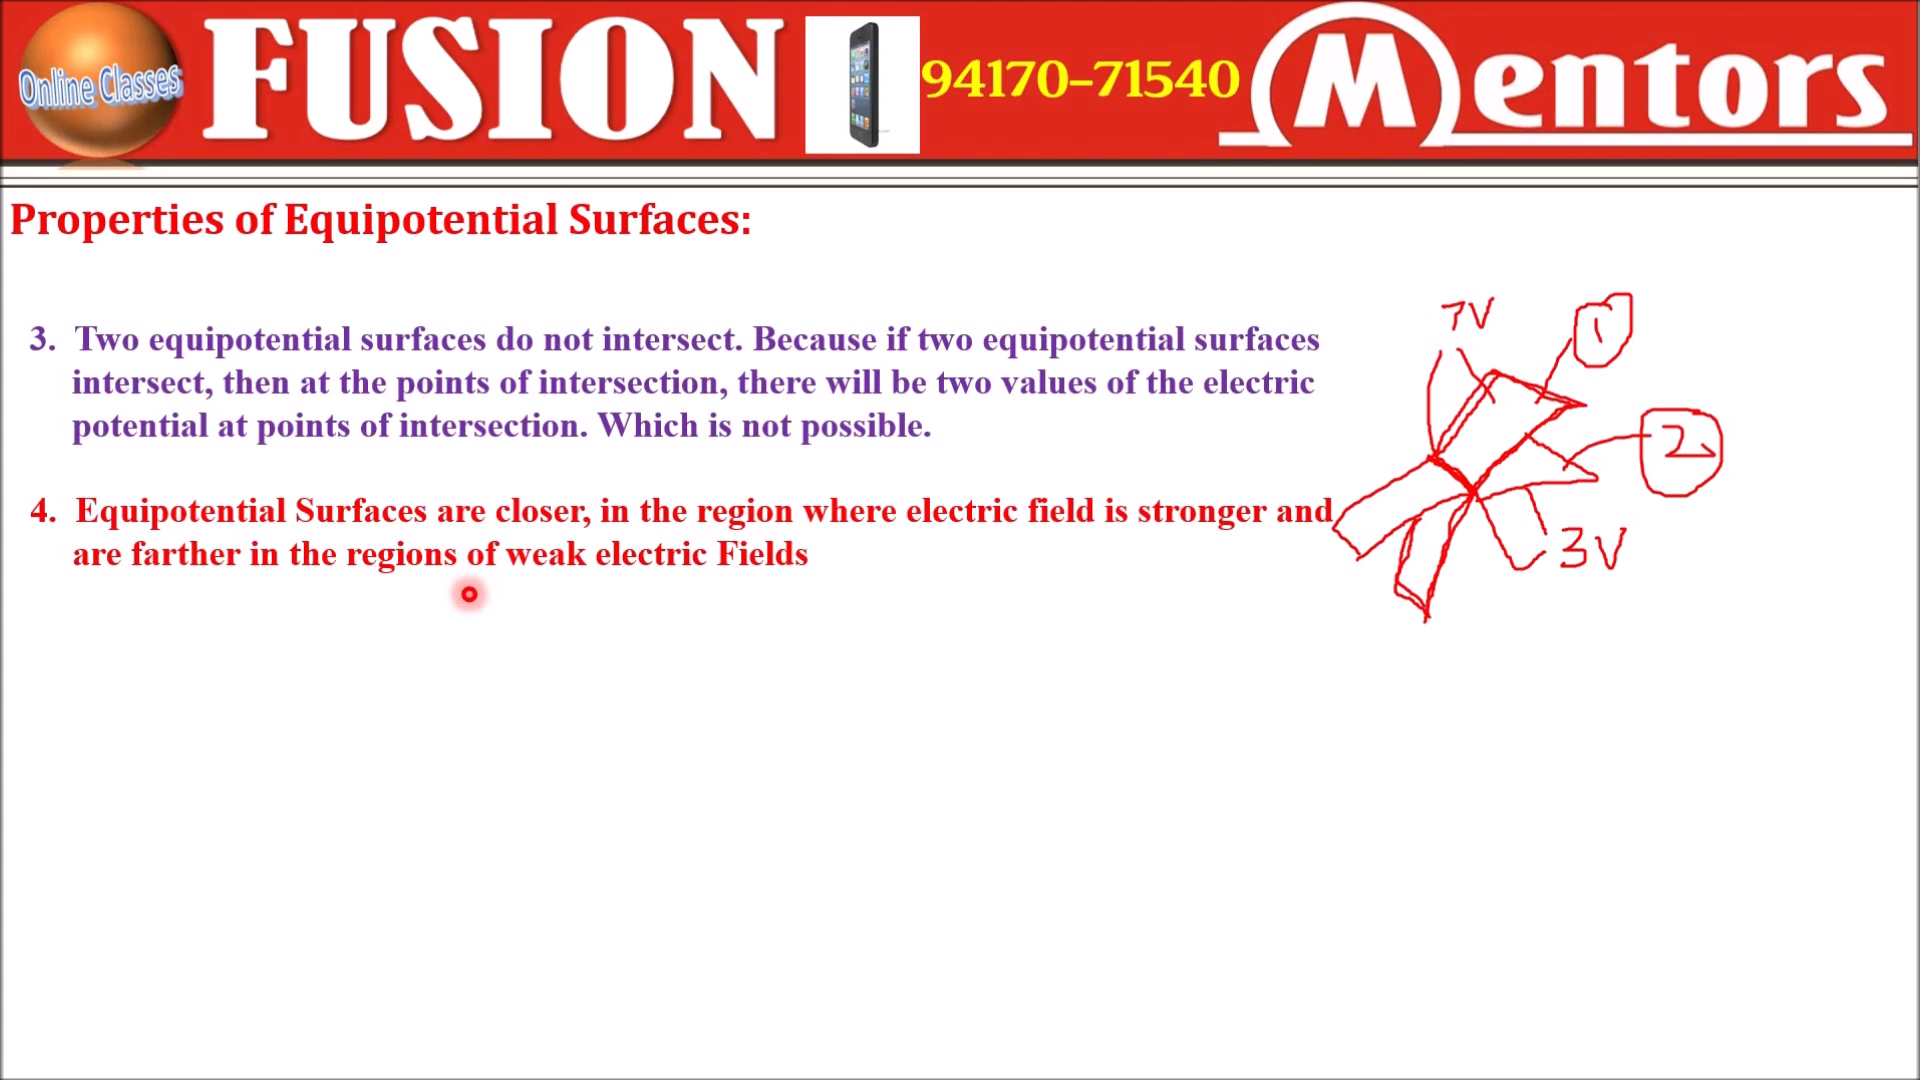 Online Classes FUSION 94170-71540 Mentors
Properties of Equipotential Surfaces:
3. Two equipotential surfaces do not intersect. Because if two equipotential surfaces
intersect, then at the points of intersection, there will be two values of the electric
potential at points of intersection. Which is not possible.
4. Equipotential Surfaces are closer, in the region where electric field is stronger and
are farther in the regions of weak electric Fields
7V
1
2
3V